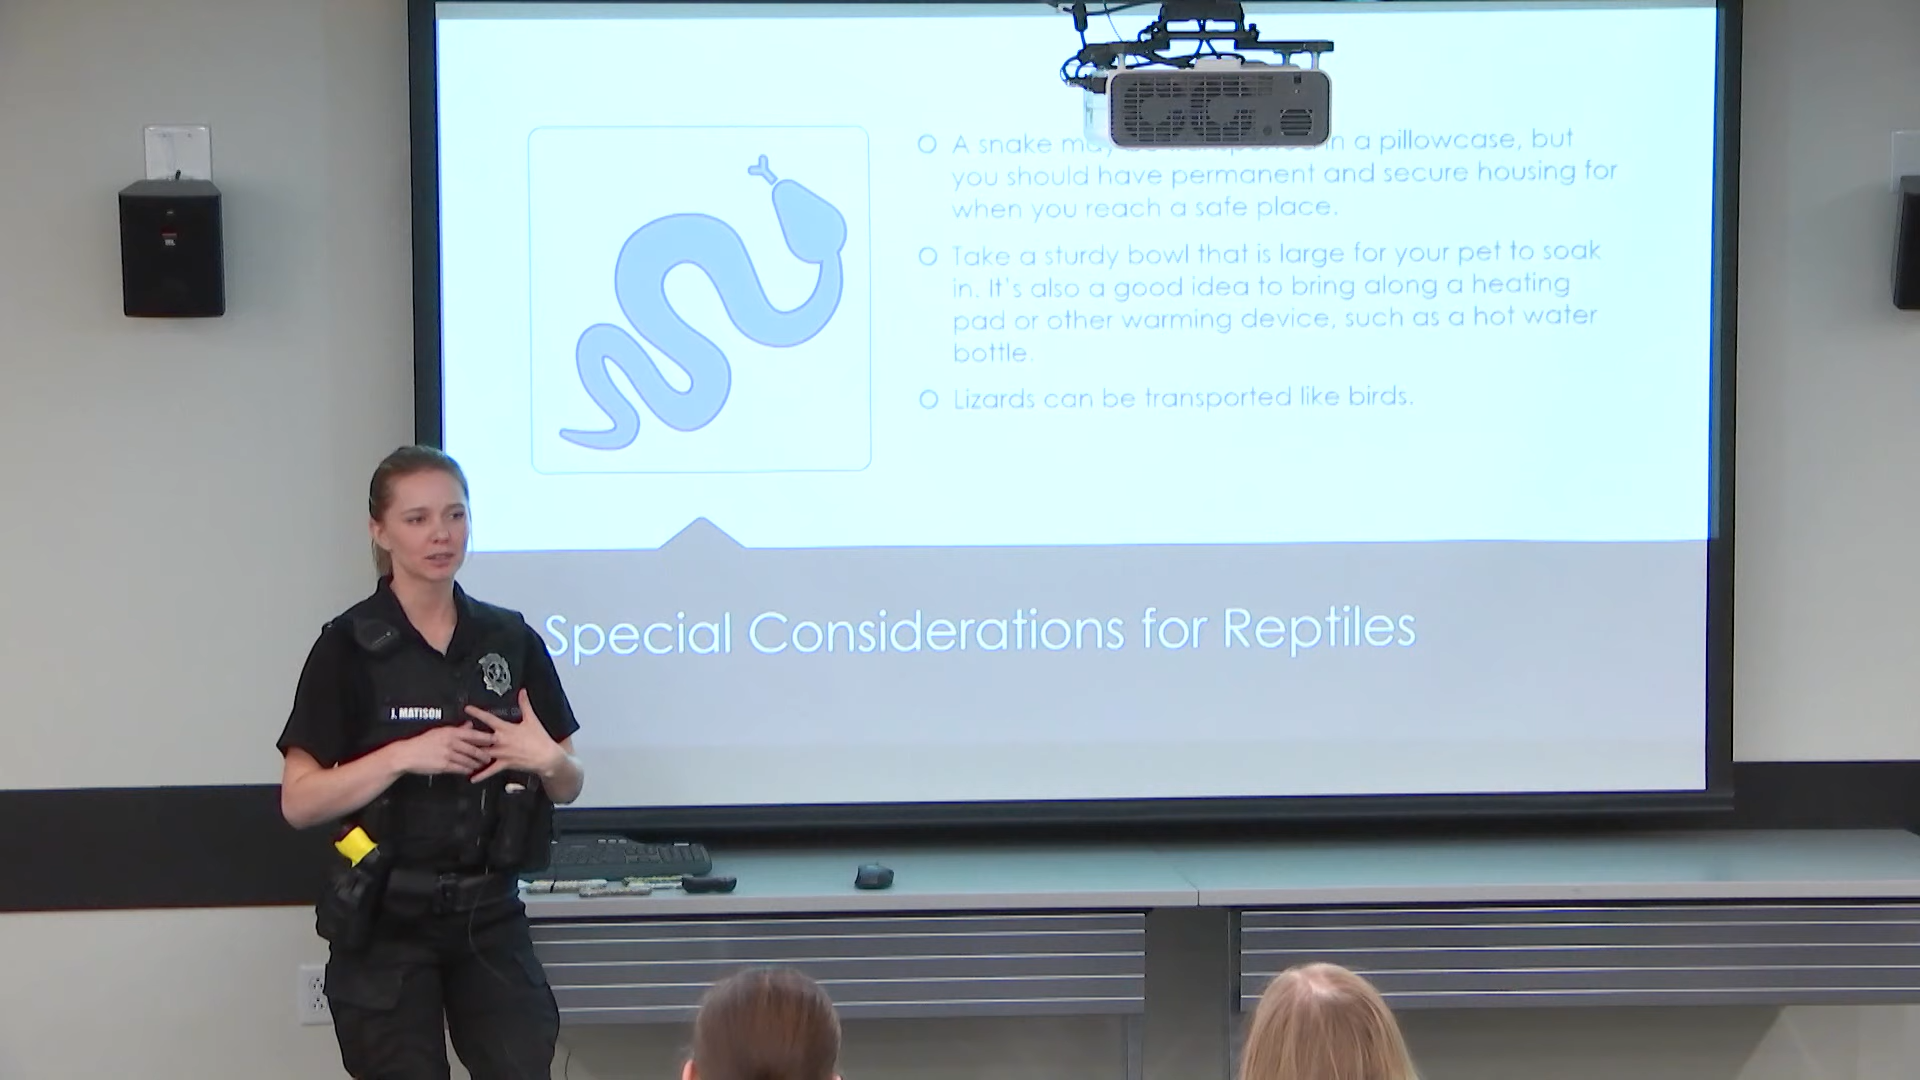 A snake may in a pillowcase, but
you should have permanent and secure housing for
when you reach a safe place.
Take a sturdy bowl that is large for your pet to soak
in. It's also a good idea to bring along a heating
pad or other warming device, such as a hot water
bottle.
Lizards can be transported like birds.
Special Considerations for Reptiles
J. MATISON
JBL